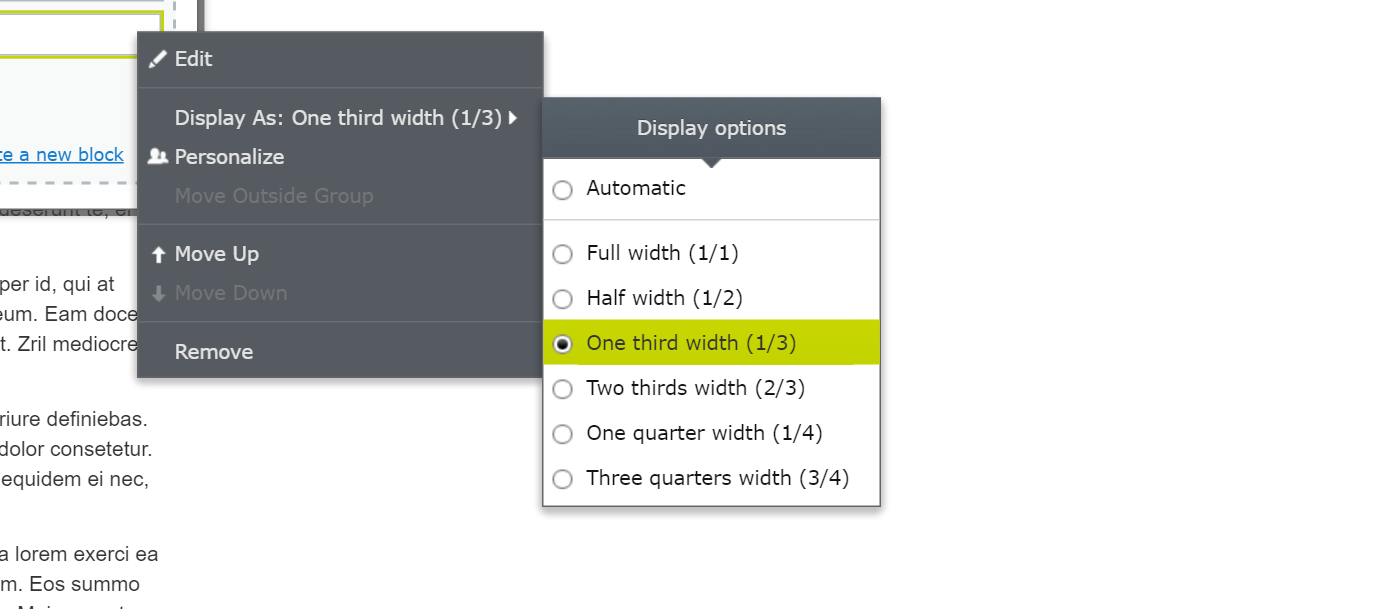 Edit
Display As: One third width (1/3)
Personalize
Move Outside Group
Move Up
Move Down
Remove
Display options
Automatic
Full width (1/1)
Half width (1/2)
One third width (1/3)
Two thirds width (2/3)
One quarter width (1/4)
Three quarters width (3/4)
te a new block
deserunt te, er
per id, qui at
eum. Eam doce
t. Zril mediocre
riure definiebas.
dolor consetetur.
equidem ei nec,
a lorem exerci ea
m. Eos summo